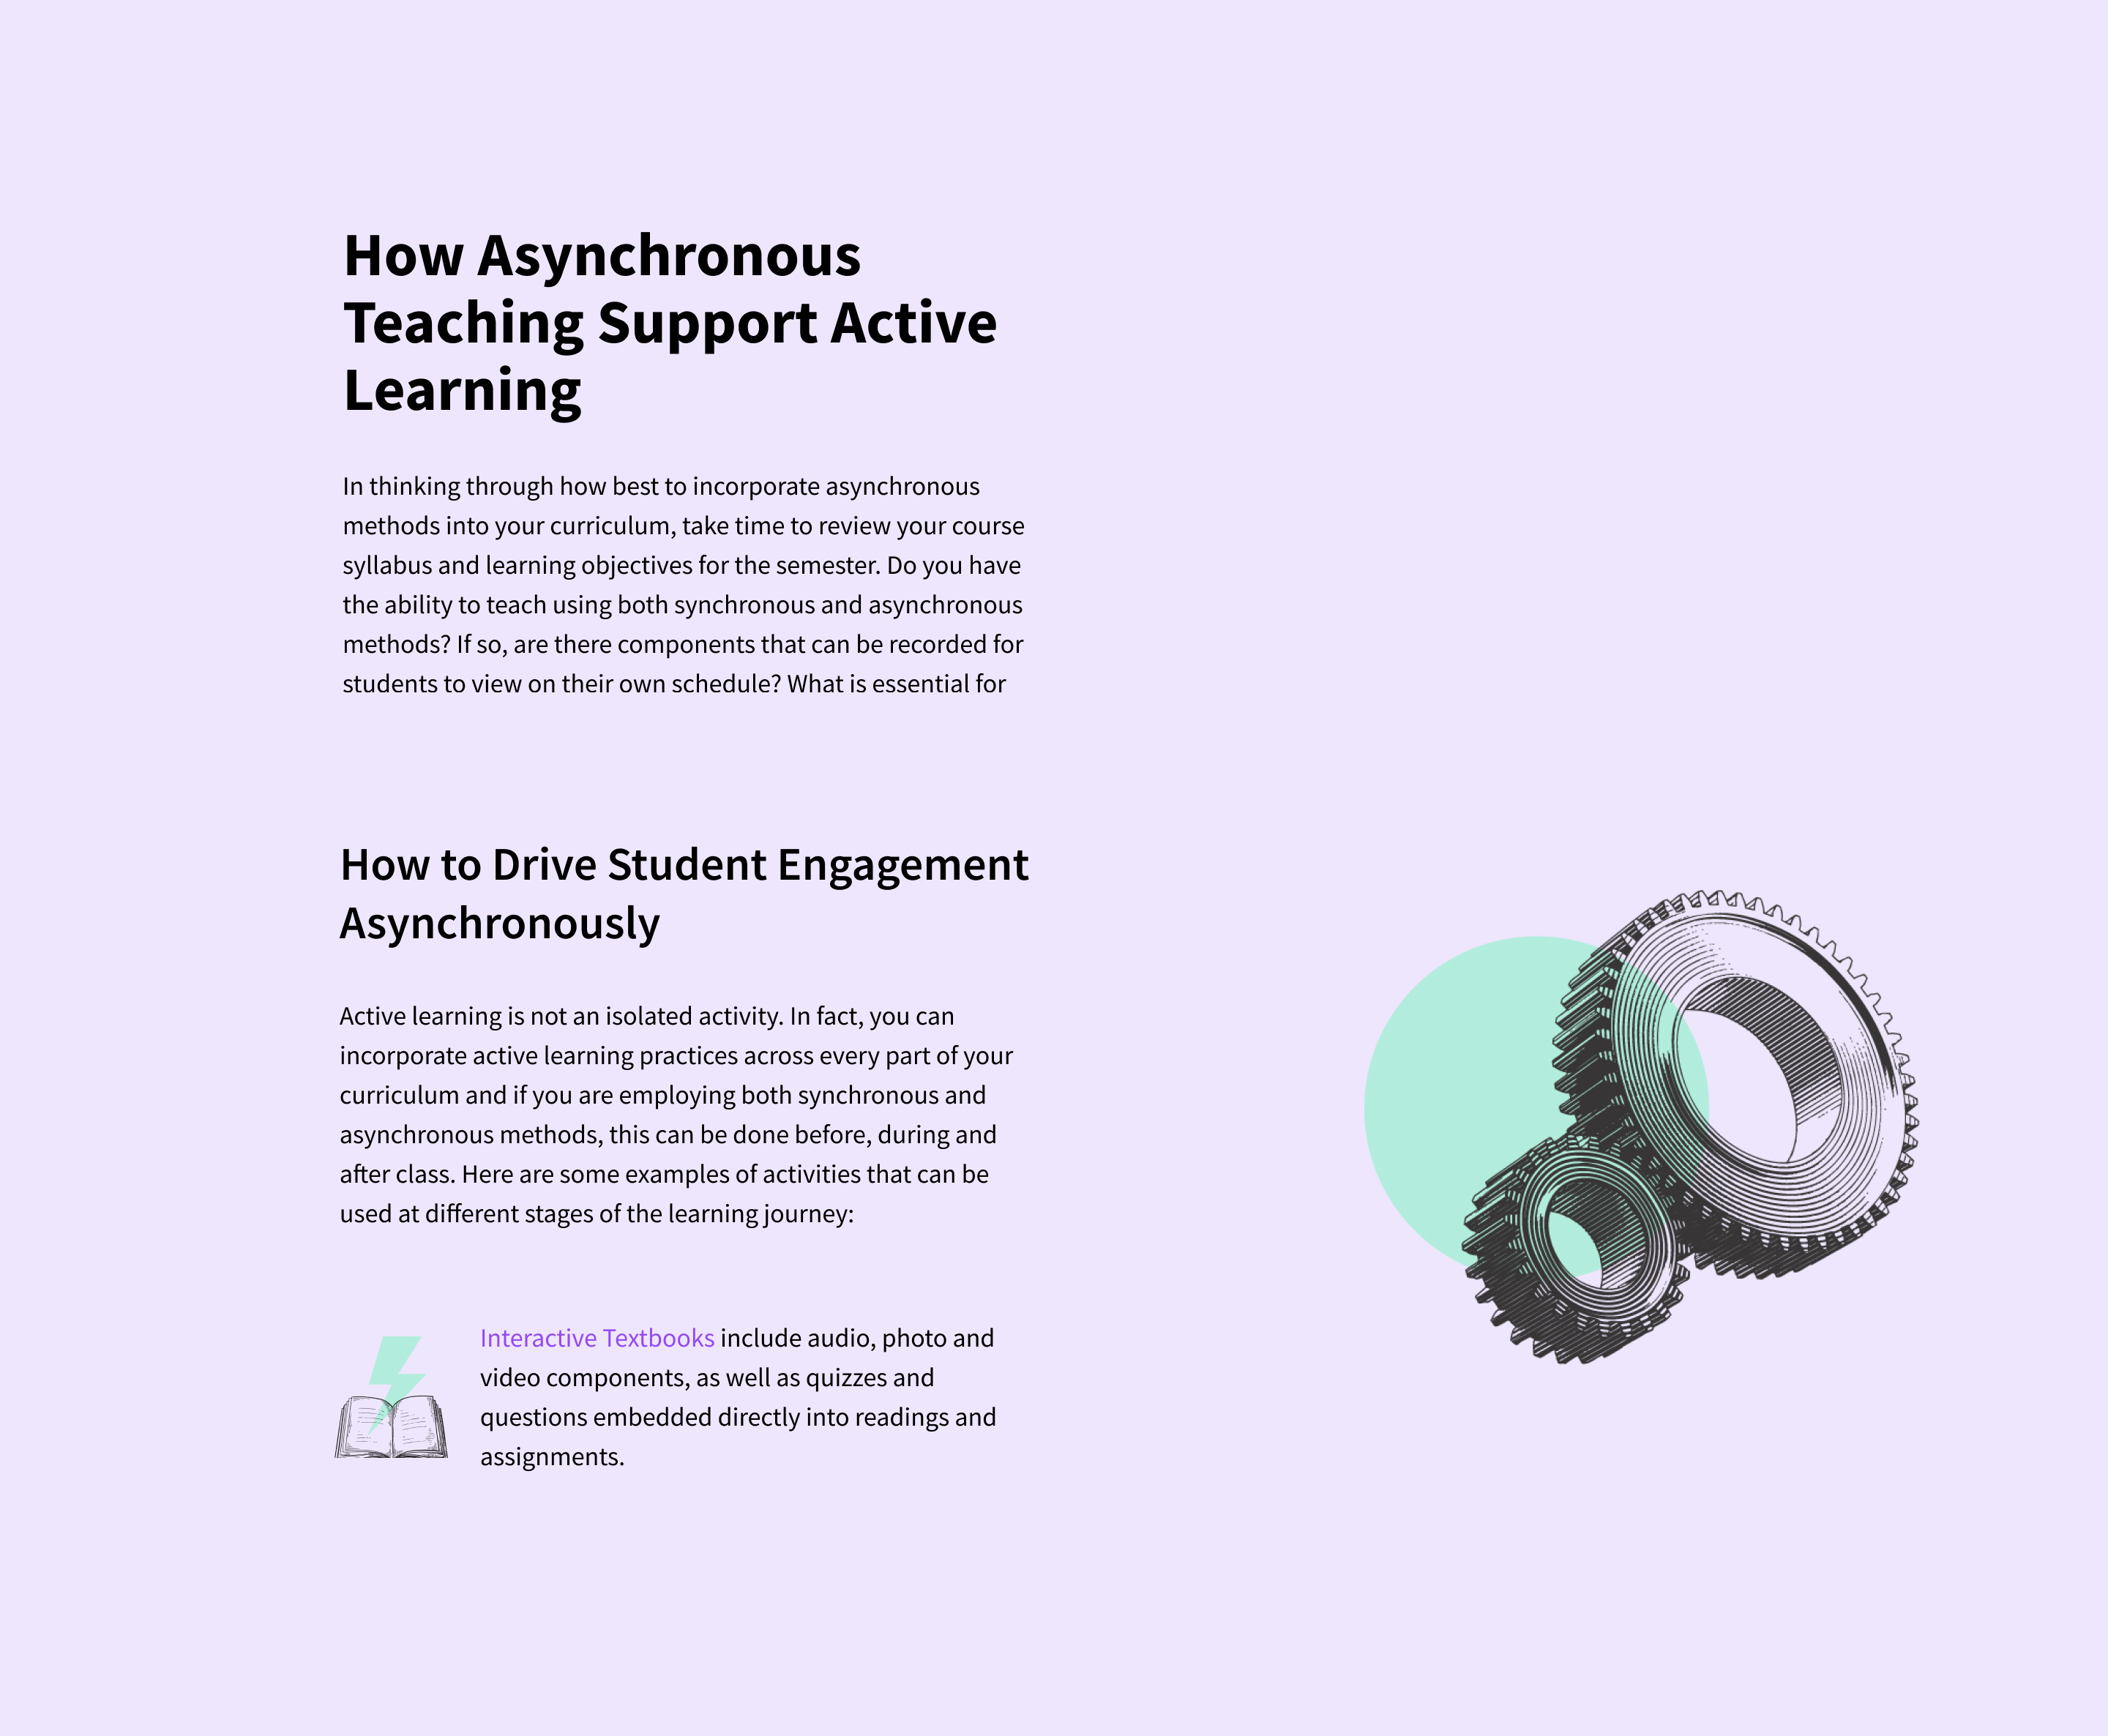 How Asynchronous
Teaching Support Active
Learning
In thinking through how best to incorporate asynchronous
methods into your curriculum, take time to review your course
syllabus and learning objectives for the semester. Do you have
the ability to teach using both synchronous and asynchronous
methods? If so, are there components that can be recorded for
students to view on their own schedule? What is essential for
How to Drive Student Engagement
Asynchronously
Active learning is not an isolated activity. In fact, you can
incorporate active learning practices across every part of your
curriculum and if you are employing both synchronous and
asynchronous methods, this can be done before, during and
after class. Here are some examples of activities that can be
used at different stages of the learning journey:
Interactive Textbooks include audio, photo and
video components, as well as quizzes and
questions embedded directly into readings and
assignments.